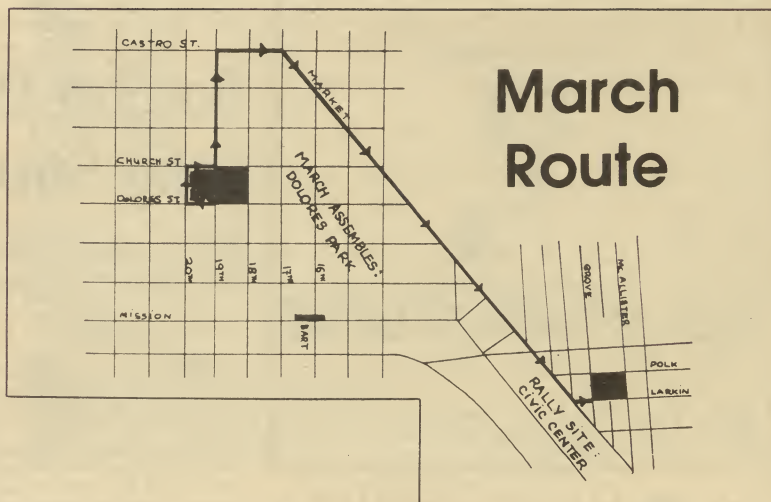 March
Route
CASTRO ST.
MARKET
CHURCH ST
DOLORES ST.
MARCH ASSEMBLES:
DOLORES PARK
20TH
19TH
18TH
17TH
16TH
MISSION
BART
GROVE
Mc ALLISTER
POLK
LARKIN
RALLY SITE:
CIVIC CENTER